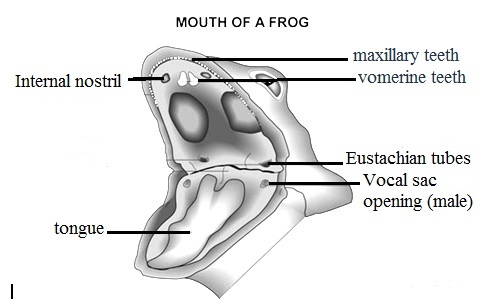 MOUTH OF A FROG
maxillary teeth
Internal nostril
vomerine teeth
Eustachian tubes
Vocal sac
opening (male)
tongue